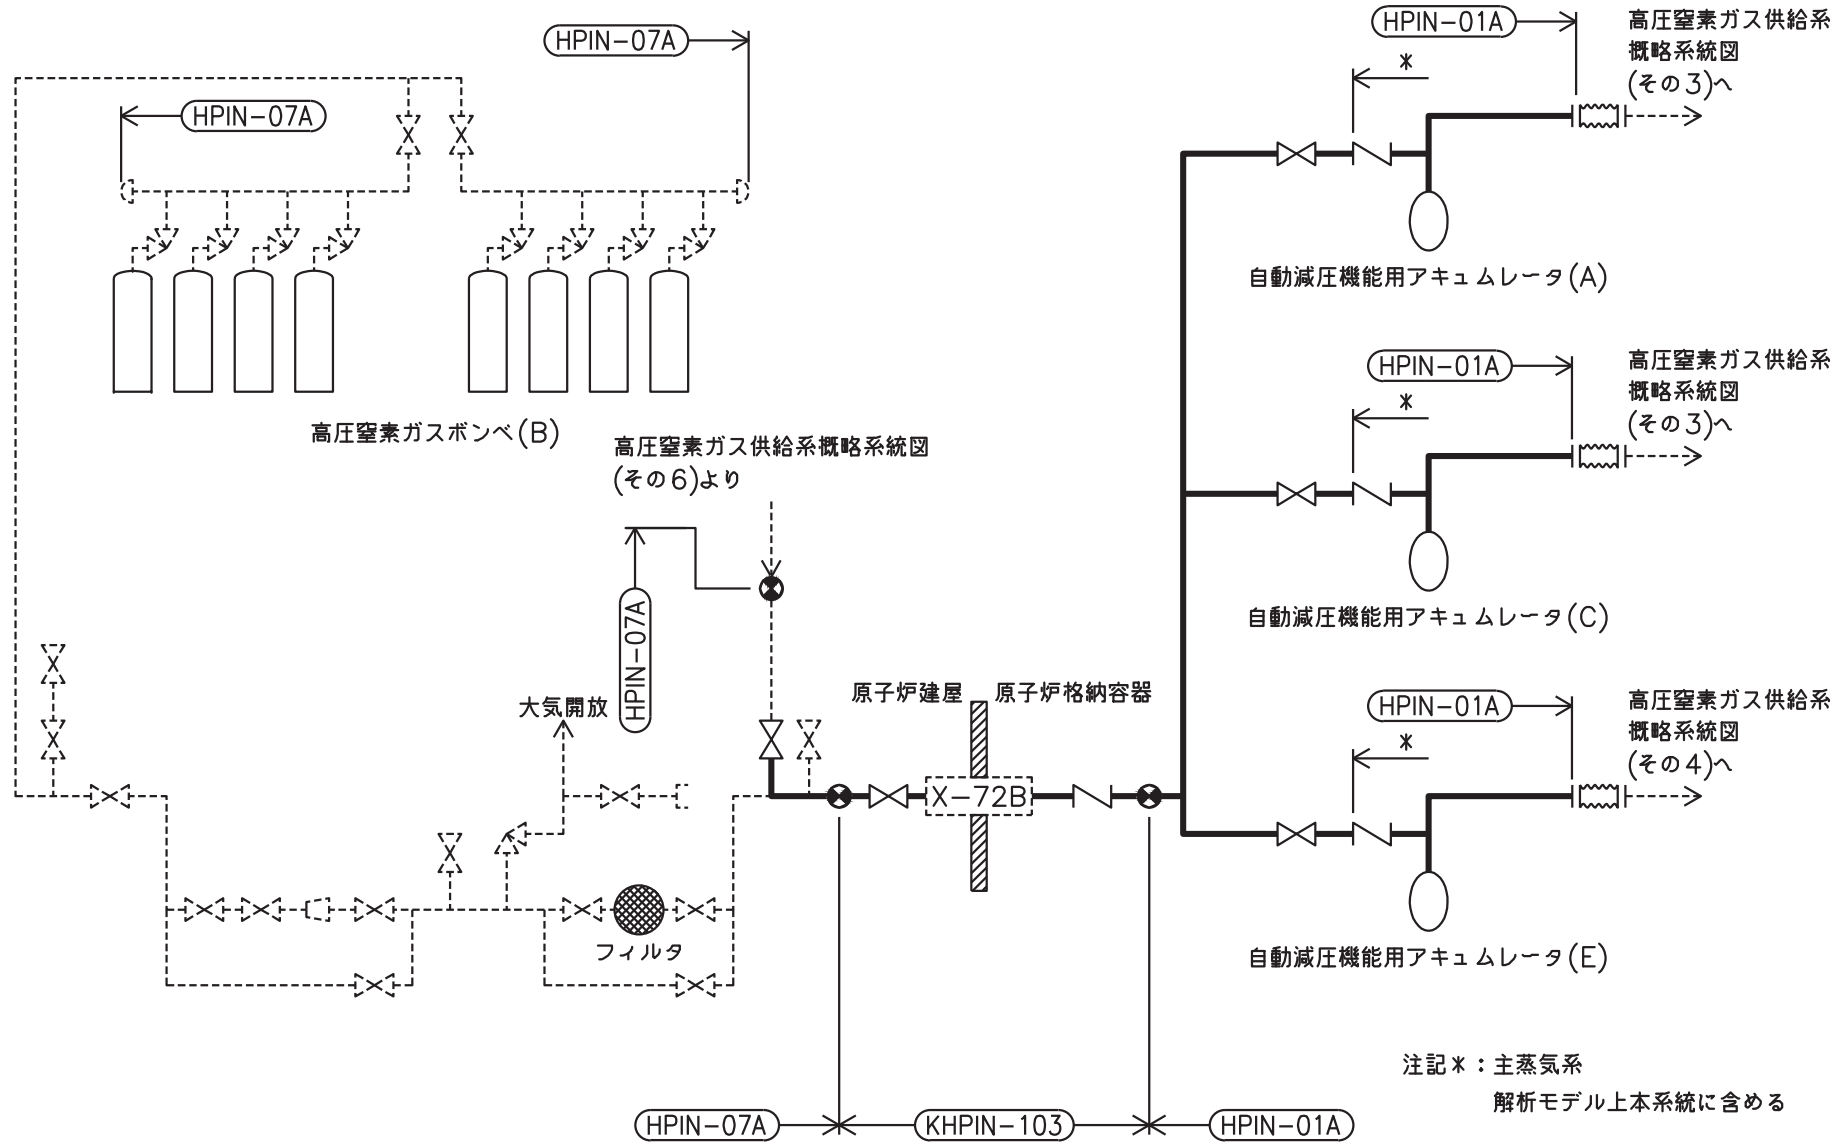 HPIN-01A
高圧窒素ガス供給系
概略系統図
(その3)へ
*
HPIN-07A
HPIN-07A
自動減圧機能用アキュムレータ(A)
高圧窒素ガスボンベ(B)
高圧窒素ガス供給系概略系統図
(その6)より
HPIN-01A
高圧窒素ガス供給系
概略系統図
(その3)へ
*
自動減圧機能用アキュムレータ(C)
HPIN-07A
大気開放
原子炉建屋
原子炉格納容器
X-72B
HPIN-01A
高圧窒素ガス供給系
概略系統図
(その4)へ
*
自動減圧機能用アキュムレータ(E)
フィルタ
注記*:主蒸気系
解析モデル上本系統に含める
HPIN-07A
KHPIN-103
HPIN-01A